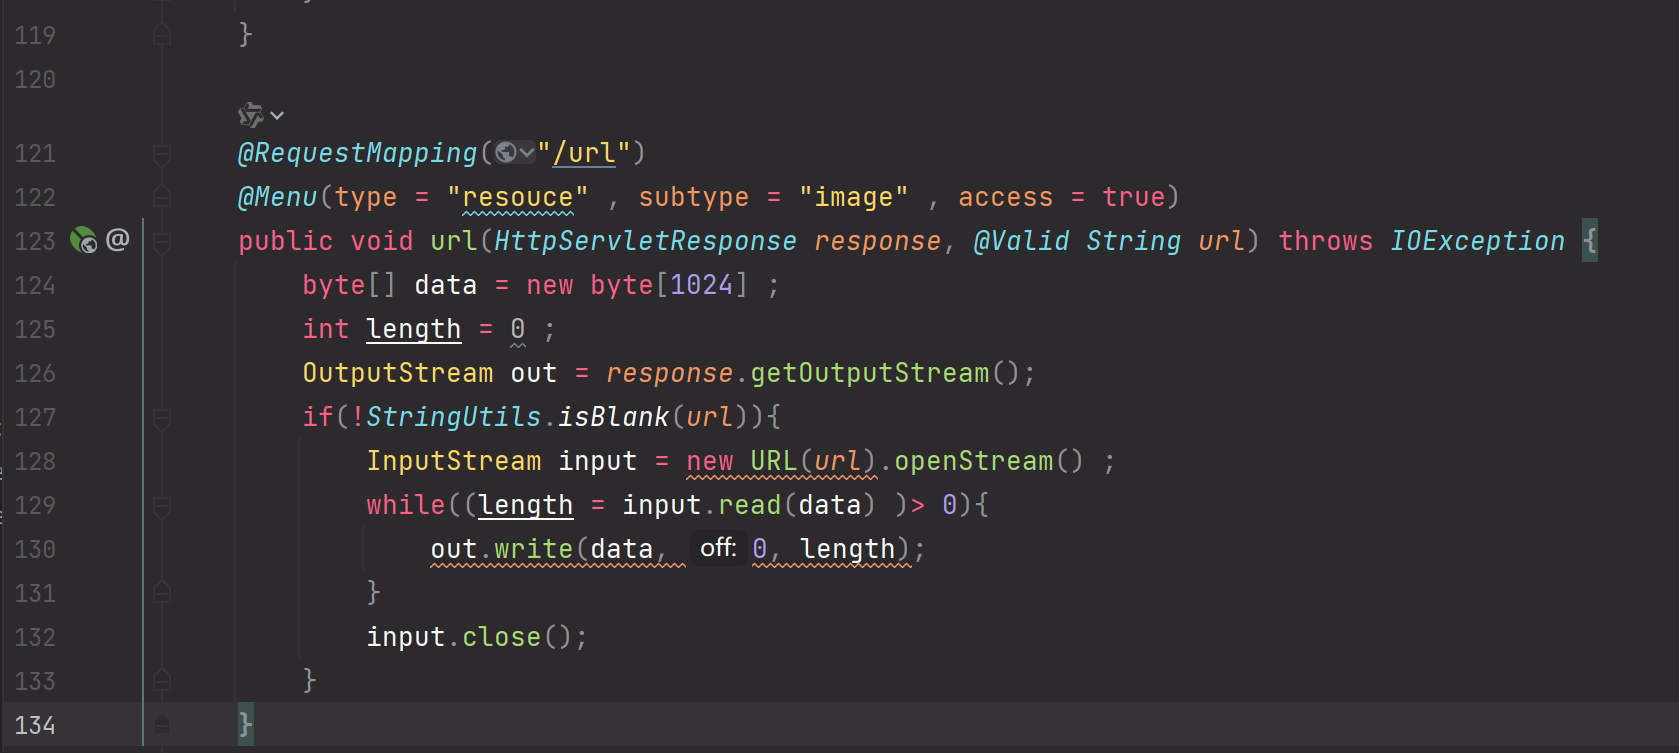 119 }
120
121 @RequestMapping("/url")
122 @Menu(type = "resouce" , subtype = "image" , access = true)
123 @ public void url(HttpServletResponse response, @Valid String url) throws IOException {
124 byte[] data = new byte[1024] ;
125 int length = 0 ;
126 OutputStream out = response.getOutputStream();
127 if(!StringUtils.isBlank(url)){
128 InputStream input = new URL(url).openStream() ;
129 while((length = input.read(data) )> 0){
130 out.write(data, off: 0, length);
131 }
132 input.close();
133 }
134 }